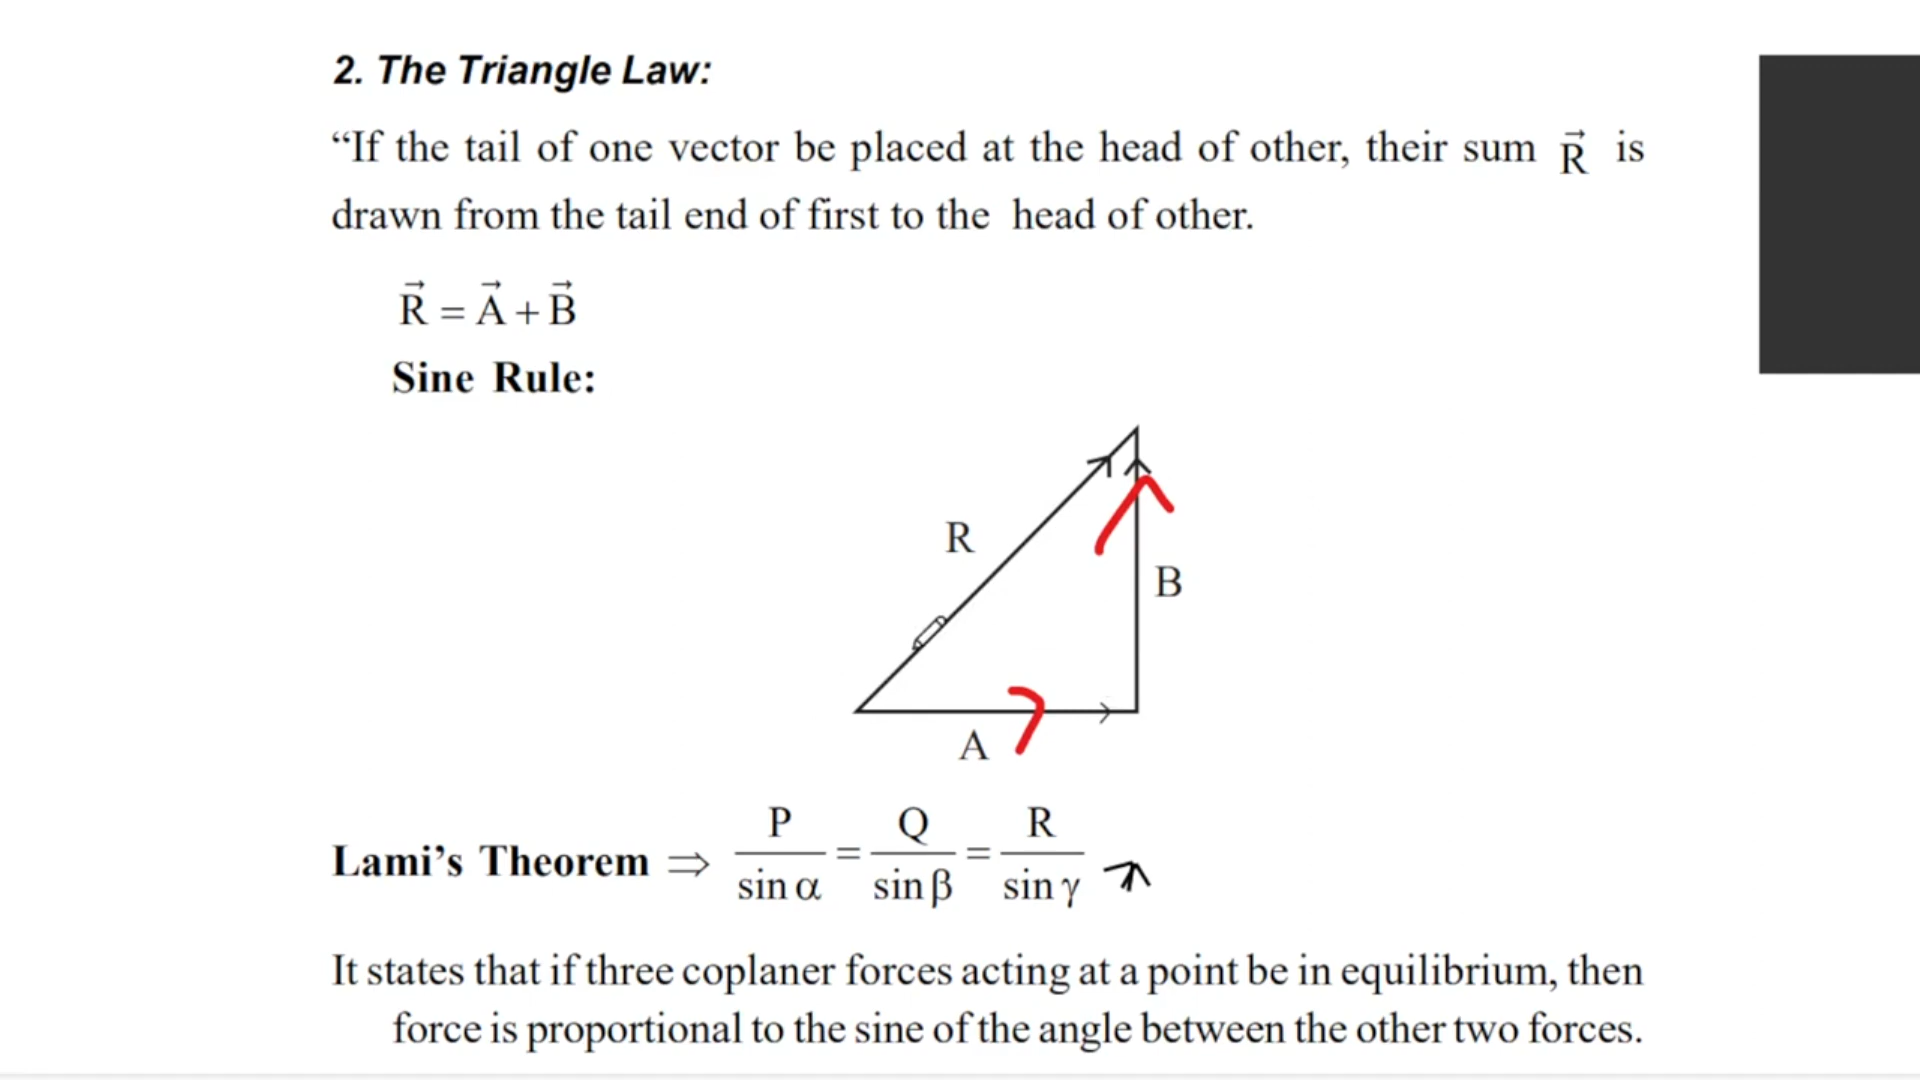 2. The Triangle Law:
“If the tail of one vector be placed at the head of other, their sum R⃗ is
drawn from the tail end of first to the head of other.
R⃗ = A⃗ + B⃗
Sine Rule:
R
B
A
Lami’s Theorem ⇒ P/sin α = Q/sin β = R/sin γ
It states that if three coplaner forces acting at a point be in equilibrium, then
force is proportional to the sine of the angle between the other two forces.